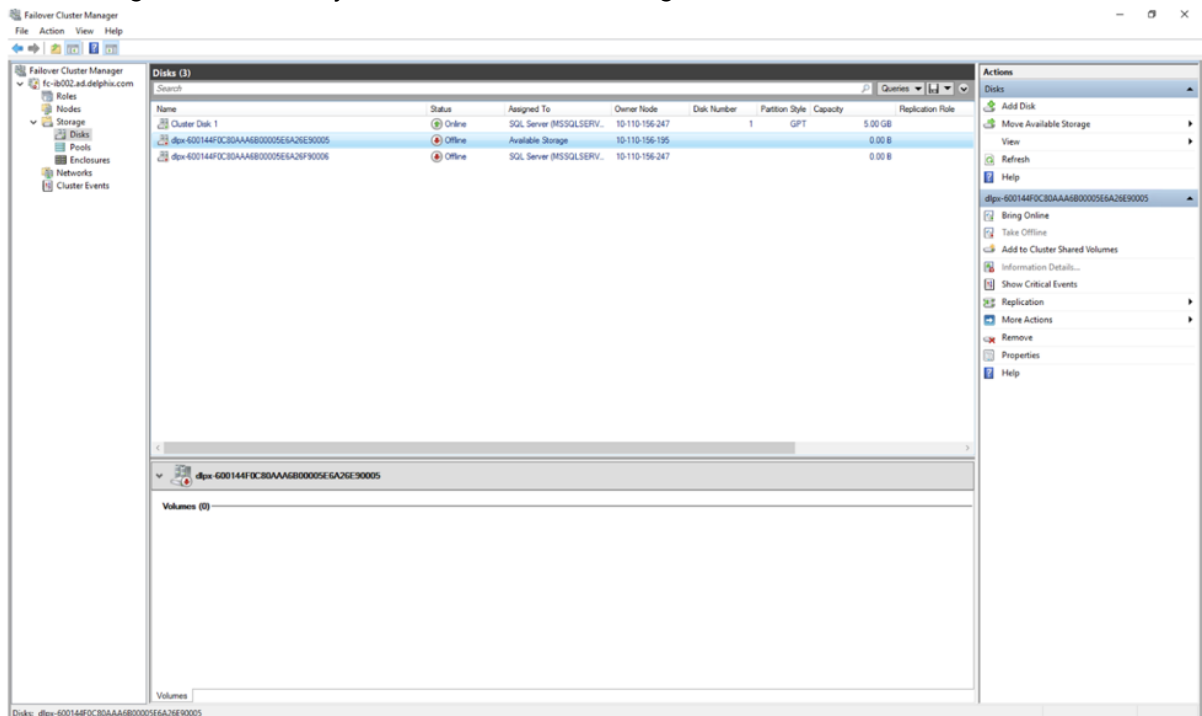 Failover Cluster Manager
File Action View Help
Failover Cluster Manager
fc-ib002.ad.delphix.com
Roles
Nodes
Storage
Disks
Pools
Enclosures
Networks
Cluster Events
Disks (3)
Search
Queries
Name Status Assigned To Owner Node Disk Number Partition Style Capacity Replication Role
Cluster Disk 1 Online SQL Server (MSSQLSERV... 10-110-156-247 1 GPT 5.00 GB
dlpx-600144F0C80AAA6B00005E6A26E90005 Offline Available Storage 10-110-156-195 0.00 B
dlpx-600144F0C80AAA6B00005E6A26F90006 Offline SQL Server (MSSQLSERV... 10-110-156-247 0.00 B
dlpx-600144F0C80AAA6B00005E6A26E90005
Volumes (0)
Volumes
Actions
Disks
Add Disk
Move Available Storage
View
Refresh
Help
dlpx-600144F0C80AAA6B00005E6A26E90005
Bring Online
Take Offline
Add to Cluster Shared Volumes
Information Details...
Show Critical Events
Replication
More Actions
Remove
Properties
Help
Disks: dlpx-600144F0C80AAA6B00005E6A26E90005